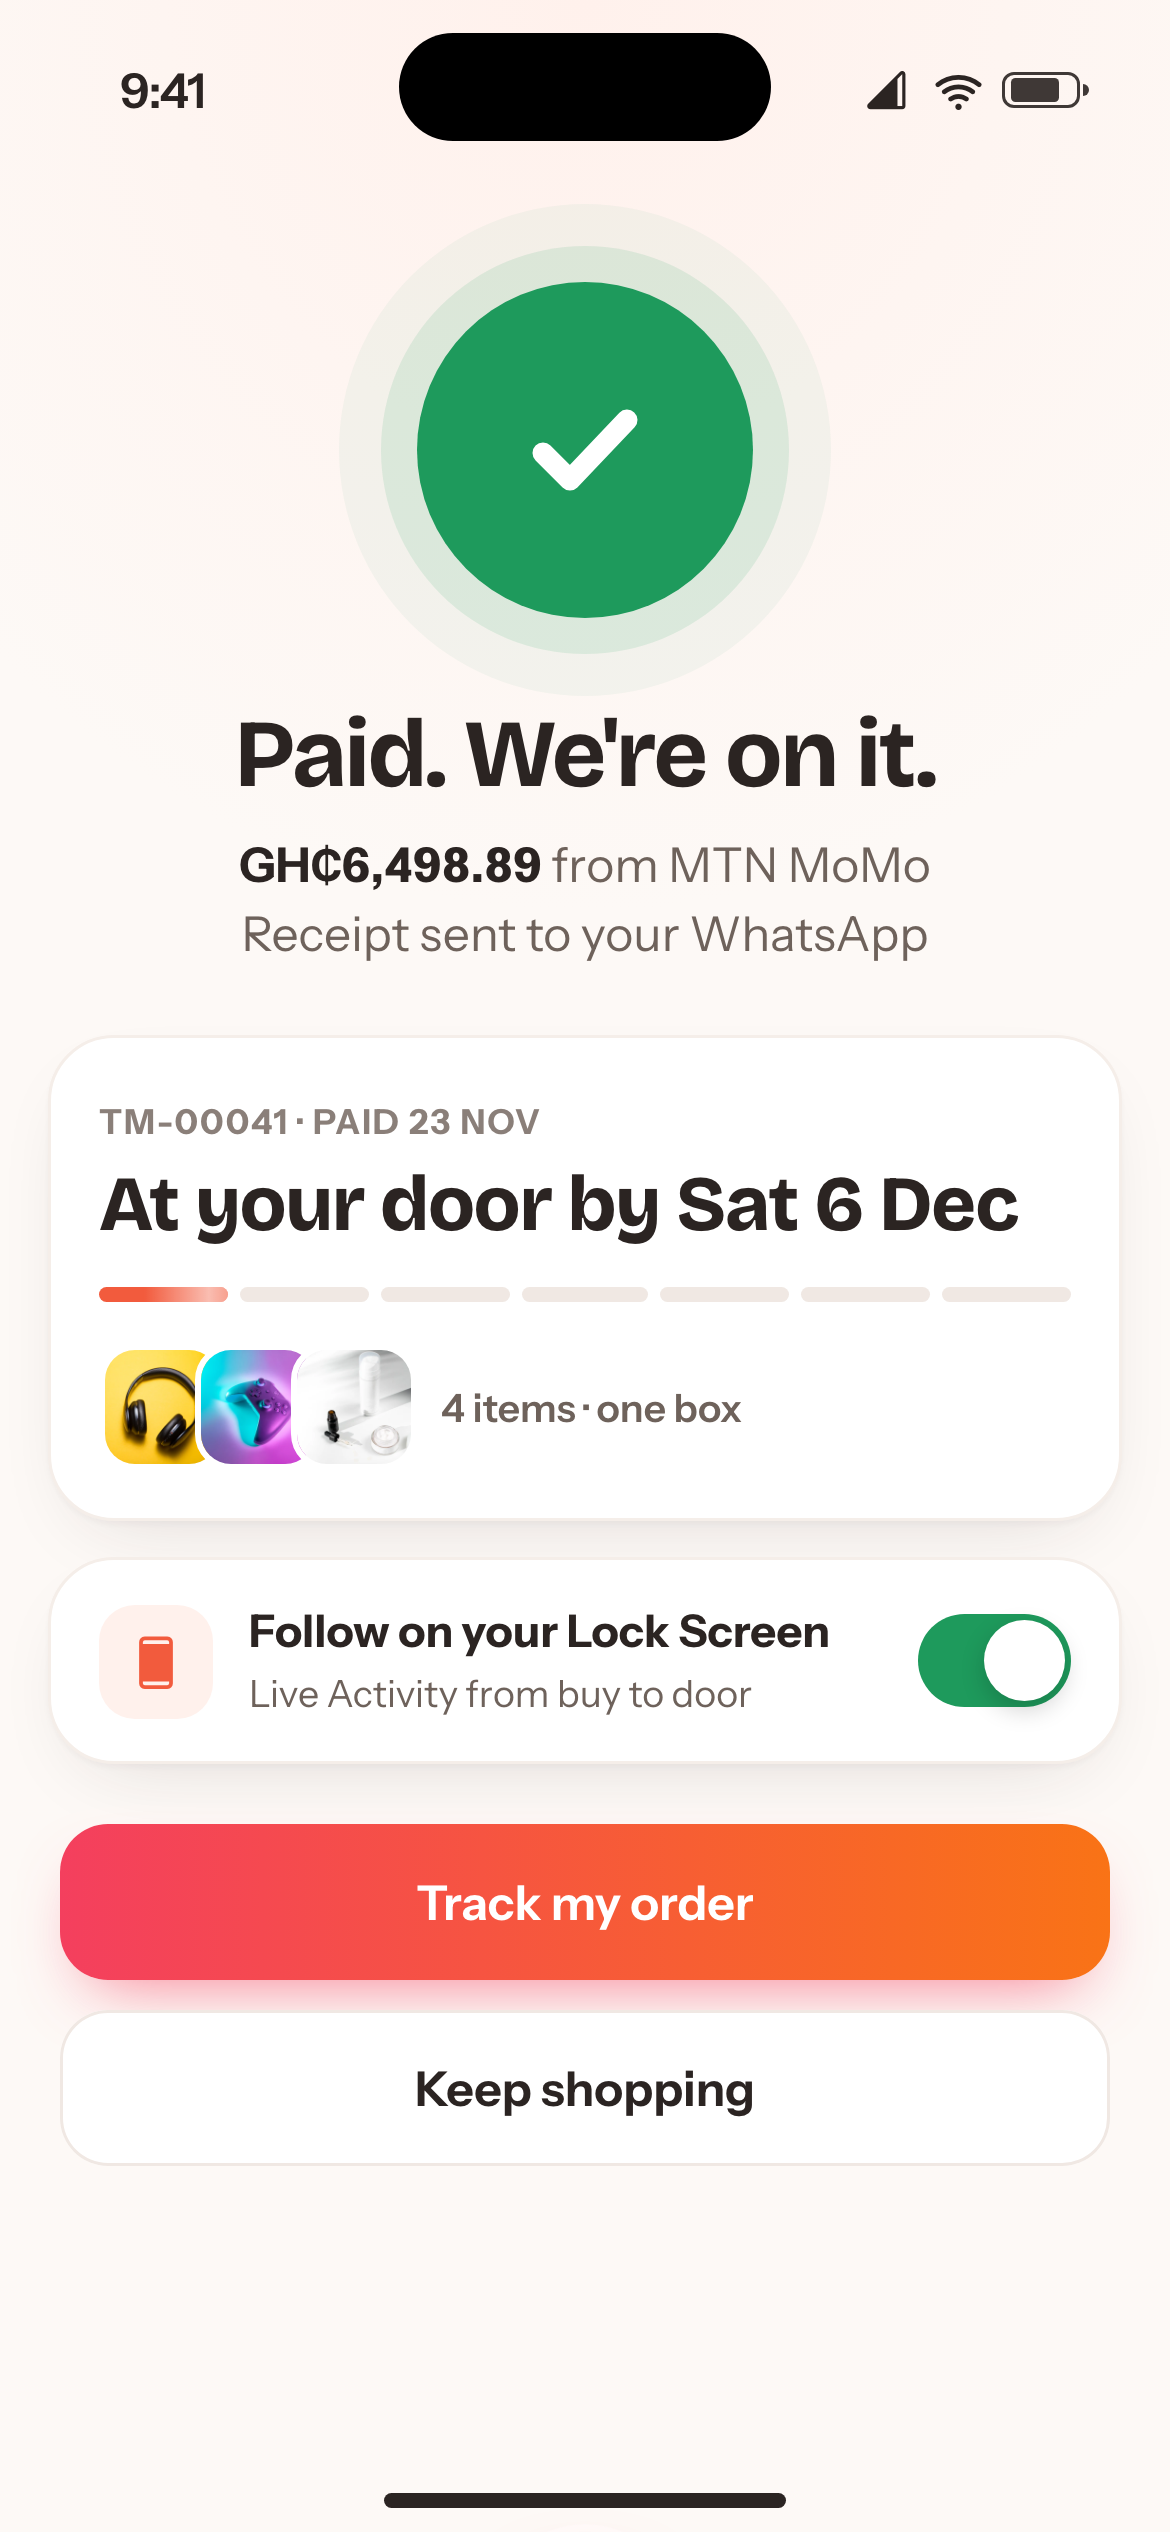 9:41
Paid. We're on it.
GH₵6,498.89 from MTN MoMo
Receipt sent to your WhatsApp
TM-00041 · PAID 23 NOV
At your door by Sat 6 Dec
4 items · one box
Follow on your Lock Screen
Live Activity from buy to door
Track my order
Keep shopping